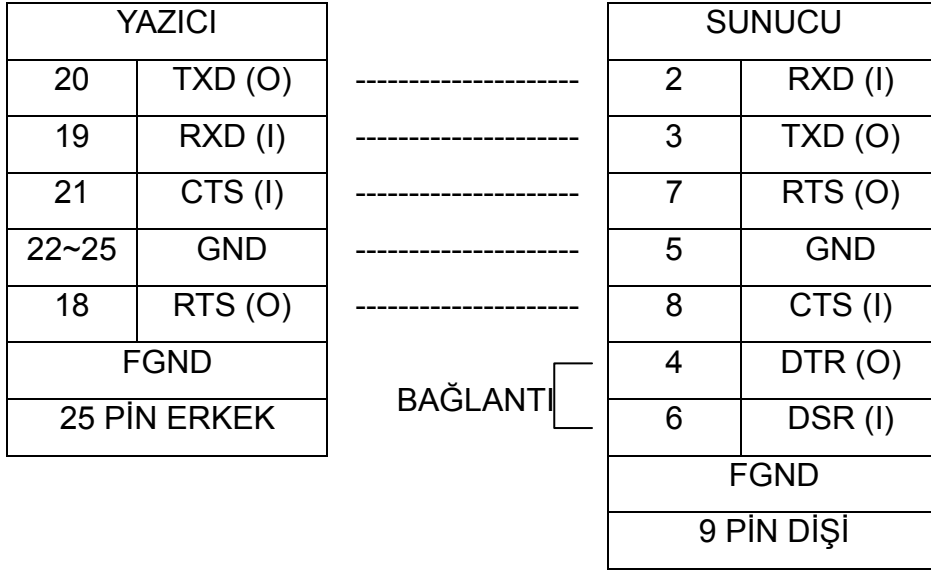 YAZICI SUNUCU
20 TXD (O) --------------------- 2 RXD (I)
19 RXD (I) --------------------- 3 TXD (O)
21 CTS (I) --------------------- 7 RTS (O)
22~25 GND --------------------- 5 GND
18 RTS (O) --------------------- 8 CTS (I)
FGND 4 DTR (O)
BAĞLANTI
25 PİN ERKEK 6 DSR (I)
FGND
9 PİN DİŞİ